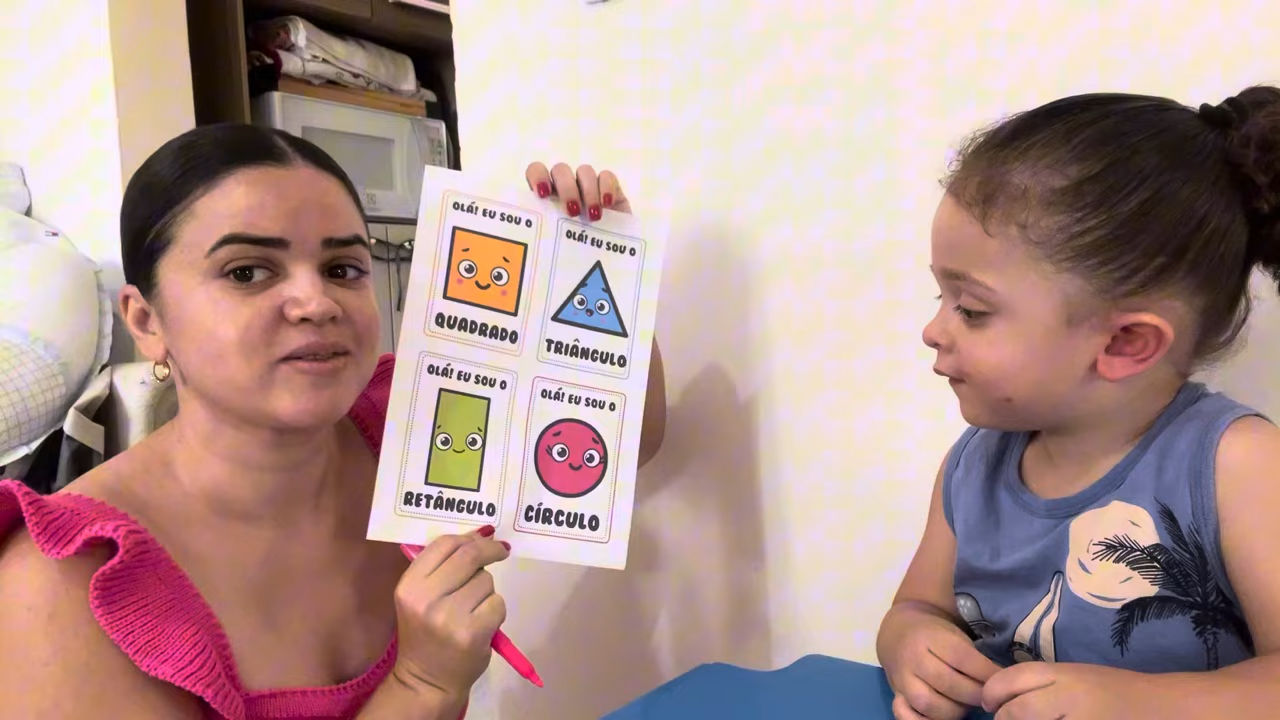 OLÁ! EU SOU O
QUADRADO
OLÁ! EU SOU O
TRIÂNGULO
OLÁ! EU SOU O
RETÂNGULO
OLÁ! EU SOU O
CÍRCULO